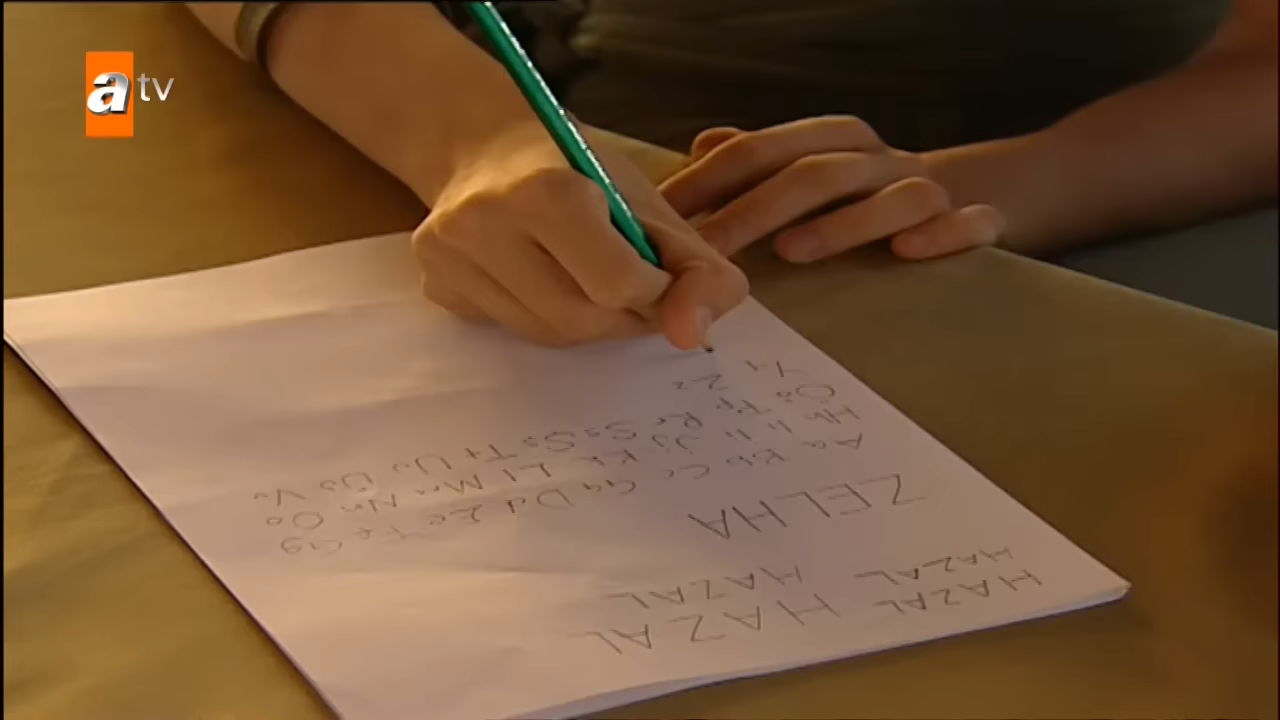 atv
HAZAL HAZAL
HAZAL HAZAL
ZELHA
Aa Bb Cc Çç Dd Ee Ff Gg
Hh Iı İi Jj Kk Ll Mm Nn Oo
Öö Pp Rr Ss Şş Tt Uu Üü Vv
Yy Zz